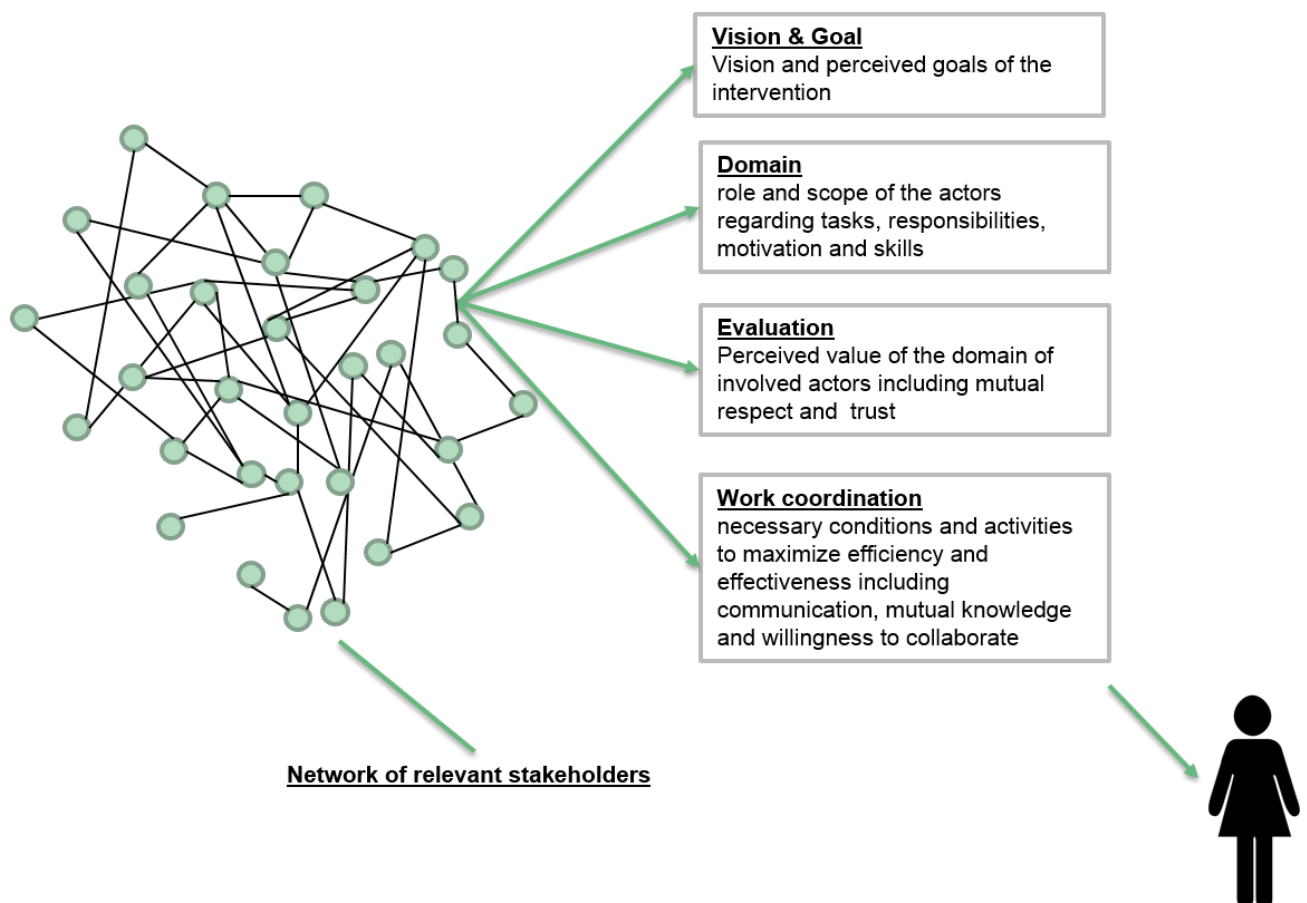 Vision & Goal
Vision and perceived goals of the
intervention
Domain
role and scope of the actors
regarding tasks, responsibilities,
motivation and skills
Evaluation
Perceived value of the domain of
involved actors including mutual
respect and  trust
Work coordination
necessary conditions and activities
to maximize efficiency and
effectiveness including
communication, mutual knowledge
and willingness to collaborate
Network of relevant stakeholders